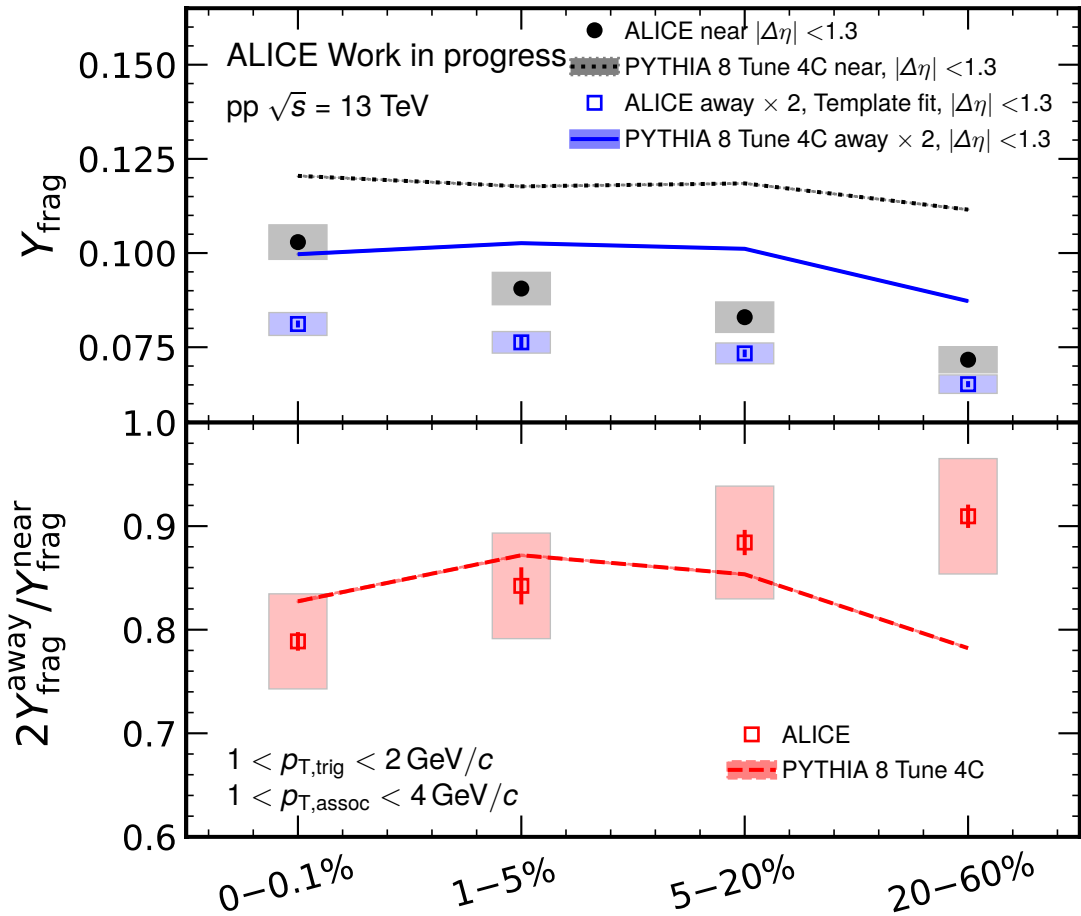 ALICE Work in progress
pp √s = 13 TeV
ALICE near |Δη| <1.3
PYTHIA 8 Tune 4C near, |Δη| <1.3
ALICE away × 2, Template fit, |Δη| <1.3
PYTHIA 8 Tune 4C away × 2, |Δη| <1.3
Y_frag
0.150
0.125
0.100
0.075
1.0
0.9
0.8
0.7
0.6
2Y_frag^away/Y_frag^near
ALICE
PYTHIA 8 Tune 4C
1 < p_T,trig < 2 GeV/c
1 < p_T,assoc < 4 GeV/c
0−0.1%
1−5%
5−20%
20−60%